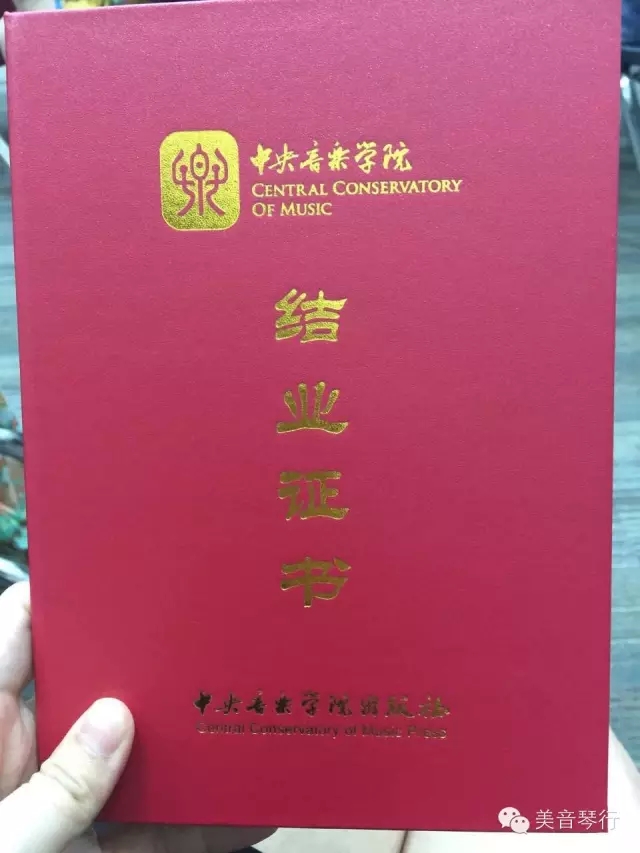 中央音乐学院
CENTRAL CONSERVATORY
OF MUSIC
结
业
证
书
中央音乐学院出版社
Central Conservatory of Music Press
美音琴行